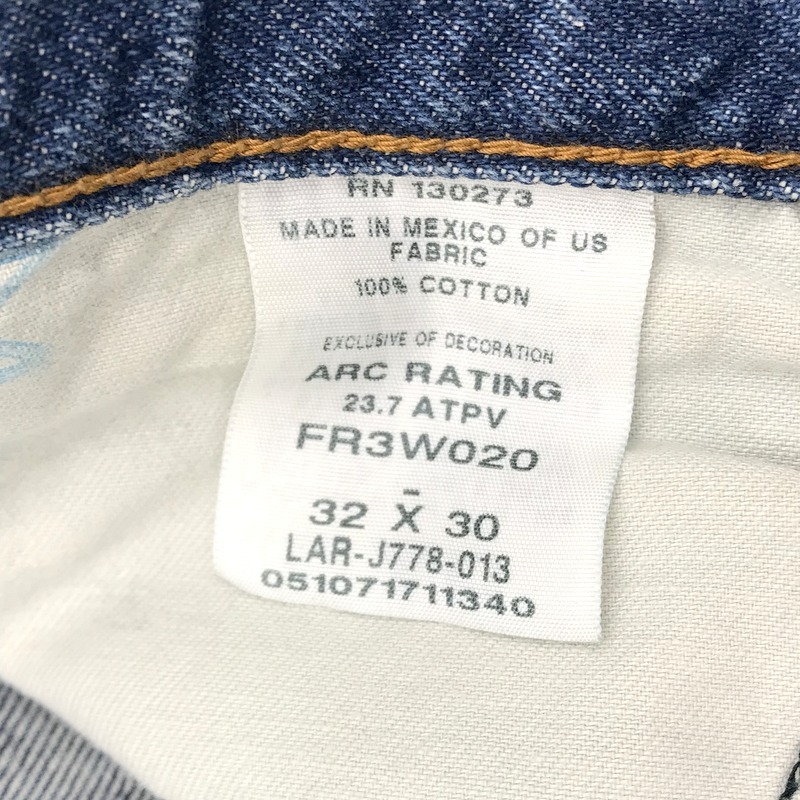 RN 130273
MADE IN MEXICO OF US
FABRIC
100% COTTON
EXCLUSIVE OF DECORATION
ARC RATING
23.7 ATPV
FR3W020
32 X̄ 30
LAR-J778-013
051071711340